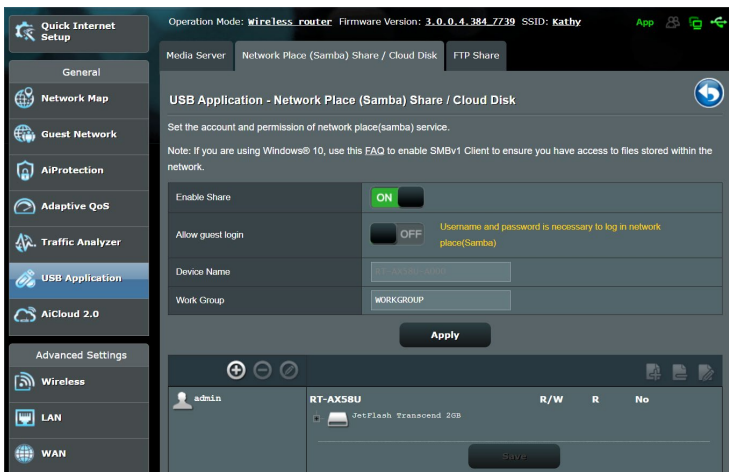 Quick Internet
Setup
Operation Mode: Wireless router Firmware Version: 3.0.0.4.384_7739 SSID: Kathy
App
General
Network Map
Guest Network
AiProtection
Adaptive QoS
Traffic Analyzer
USB Application
AiCloud 2.0
Advanced Settings
Wireless
LAN
WAN
Media Server
Network Place (Samba) Share / Cloud Disk
FTP Share
USB Application - Network Place (Samba) Share / Cloud Disk
Set the account and permission of network place(samba) service.
Note: If you are using Windows® 10, use this FAQ to enable SMBv1 Client to ensure you have access to files stored within the
network.
Enable Share
ON
Allow guest login
OFF
Username and password is necessary to log in network
place(Samba)
Device Name
Work Group
WORKGROUP
Apply
admin
RT-AX58U
R/W
R
No
JetFlash Transcend 2GB
Save